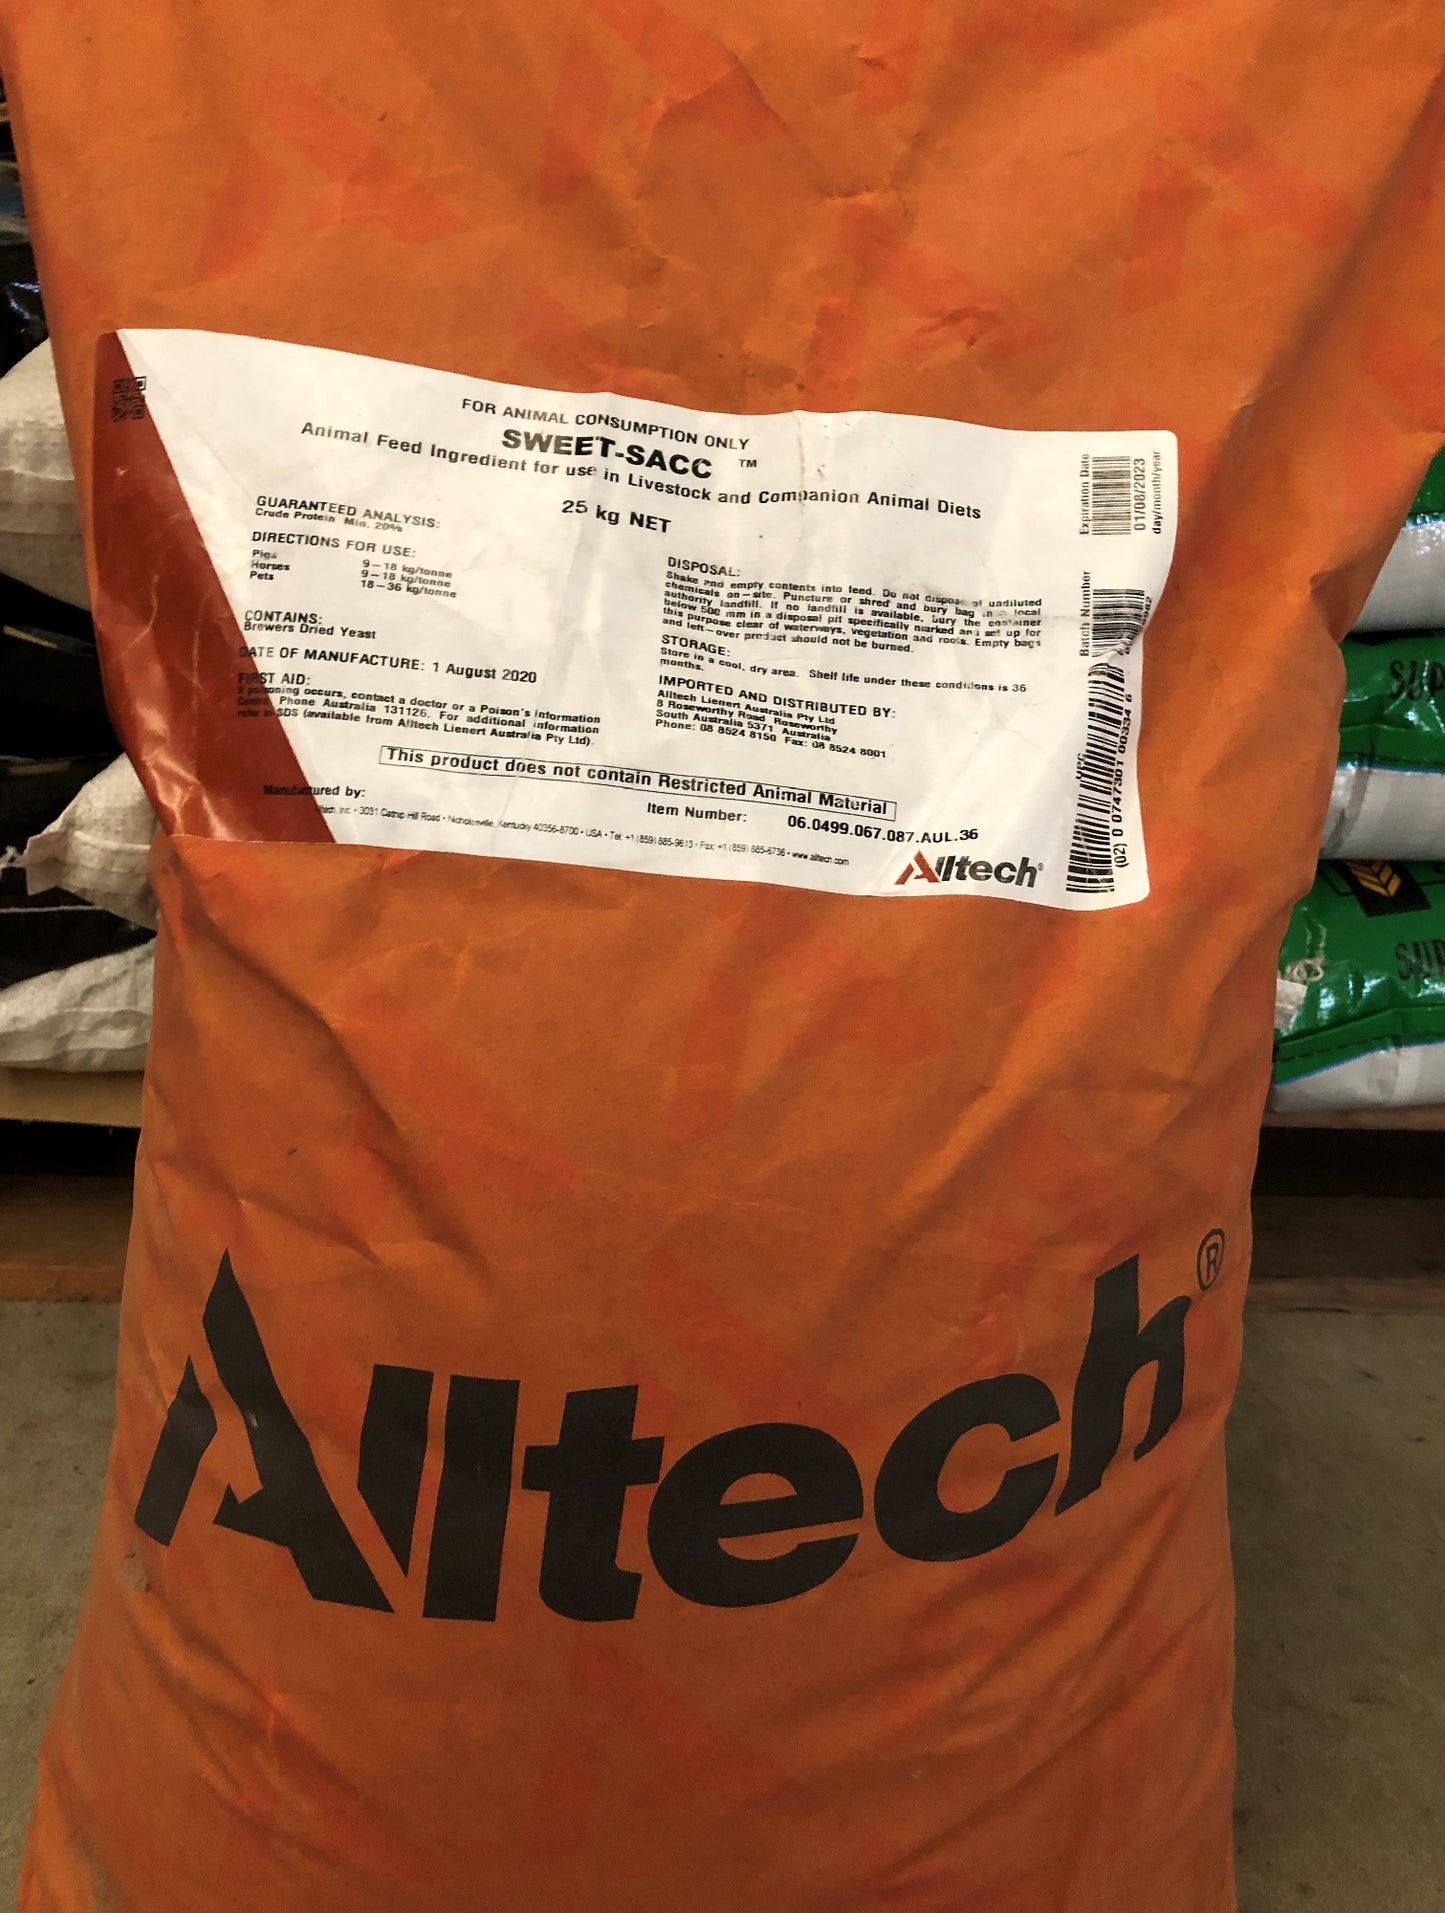 FOR ANIMAL CONSUMPTION ONLY
SWEET-SACC ™
Animal Feed Ingredient for use in Livestock and Companion Animal Diets
25 kg NET
GUARANTEED ANALYSIS:
Crude Protein Min. 20%
DIRECTIONS FOR USE:
Pigs 9–18 kg/tonne
Horses 9–18 kg/tonne
Pets 18–36 kg/tonne
CONTAINS:
Brewers Dried Yeast
DATE OF MANUFACTURE: 1 August 2020
FIRST AID:
If poisoning occurs, contact a doctor or a Poison's Information
Centre. Phone Australia 131126. For additional information
refer to SDS (available from Alltech Lienert Australia Pty Ltd).
DISPOSAL:
Shake and empty contents into feed. Do not dispose of undiluted
chemicals on–site. Puncture or shred and bury bag in a local
authority landfill. If no landfill is available, bury the container
below 500 mm in a disposal pit specifically marked and set up for
this purpose clear of waterways, vegetation and roots. Empty bags
and left–over product should not be burned.
STORAGE:
Store in a cool, dry area. Shelf life under these conditions is 36
months.
IMPORTED AND DISTRIBUTED BY:
Alltech Lienert Australia Pty Ltd
8 Roseworthy Road Roseworthy
South Australia 5371 Australia
Phone: 08 8524 8150 Fax: 08 8524 8001
This product does not contain Restricted Animal Material
Manufactured by:
Alltech Inc. • 3031 Catnip Hill Road • Nicholasville, Kentucky 40356-8700 • USA • Tel: +1 (859) 885-9613 • Fax: +1 (859) 885-6736 • www.alltech.com
Item Number: 06.0499.067.087.AUL.36
Alltech®
Expiration Date
01/08/2023
day/month/year
Batch Number
UPC
(02) 0 0747301 00334 6
Alltech®
SUP
SUP